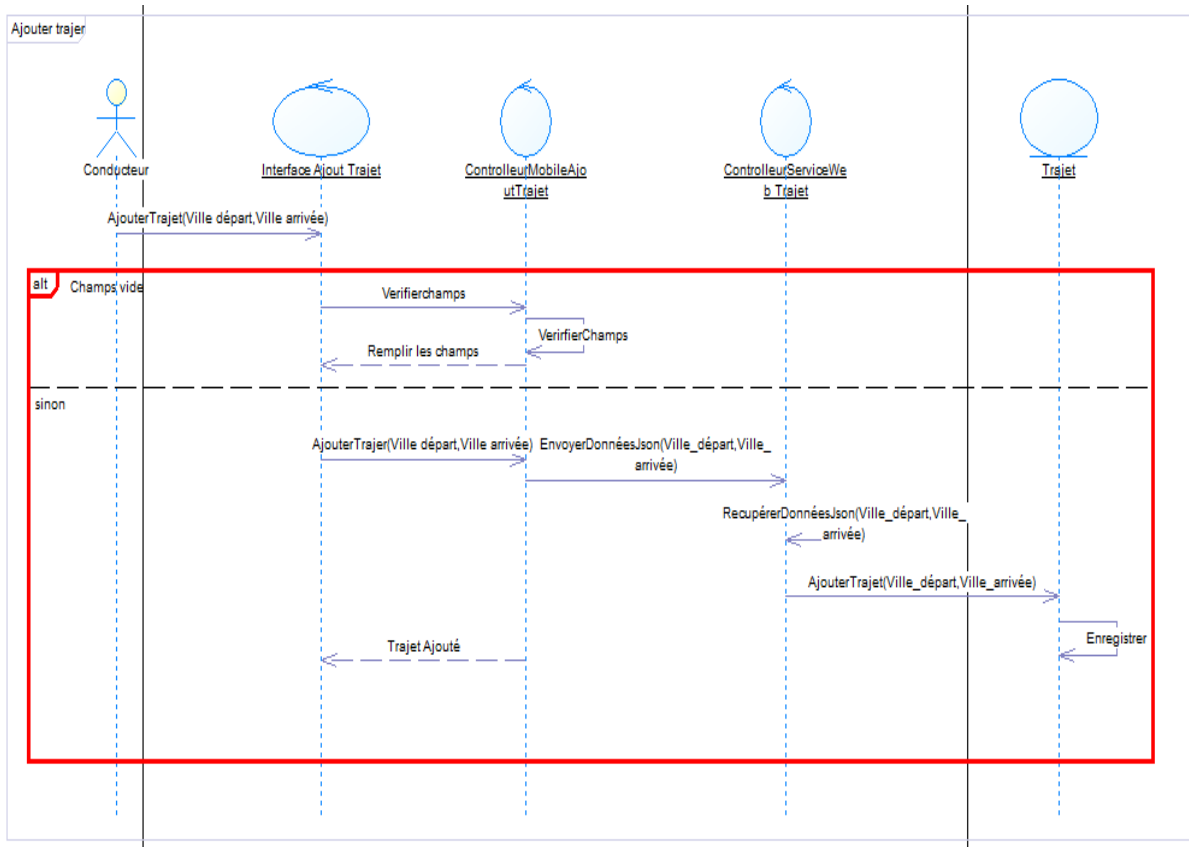 Ajouter trajer
Conducteur
Interface Ajout Trajet
ControlleurMobileAjo
utTrajet
ControlleurServiceWe
b Trajet
Trajet
AjouterTrajet(Ville départ,Ville arrivée)
alt
Champs vide
Verifierchamps
VerirfierChamps
Remplir les champs
sinon
AjouterTrajer(Ville départ,Ville arrivée)
EnvoyerDonnéesJson(Ville_départ,Ville_
arrivée)
RecupérerDonnéesJson(Ville_départ,Ville_
arrivée)
AjouterTrajet(Ville_départ,Ville_arrivée)
Enregistrer
Trajet Ajouté